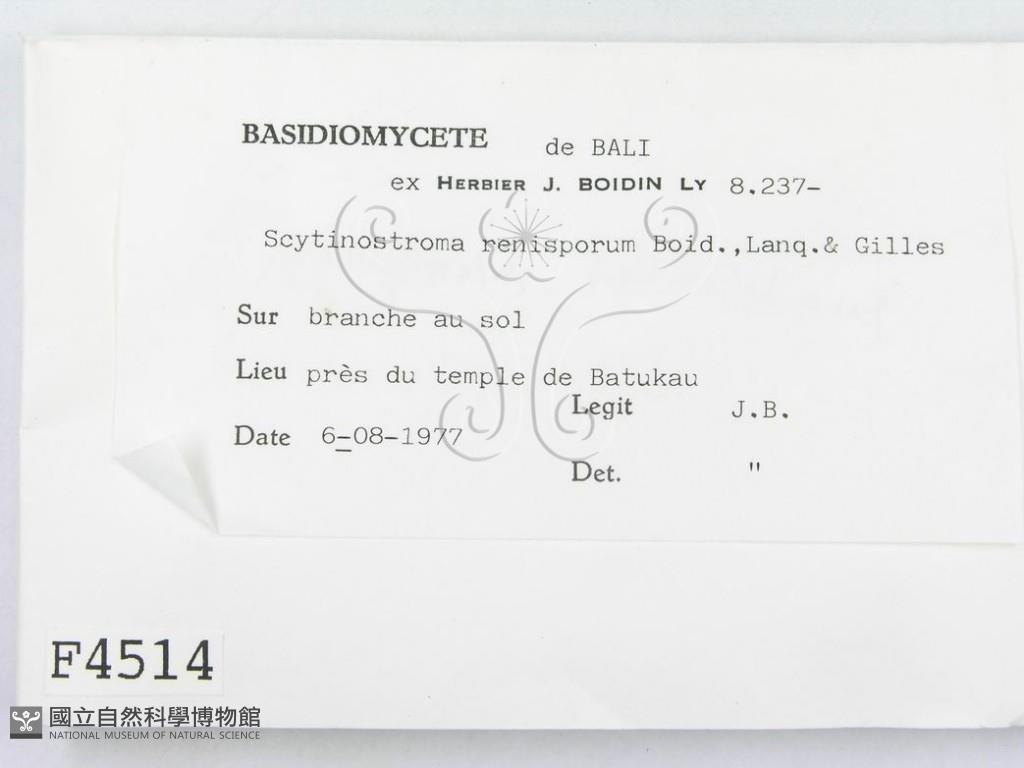 BASIDIOMYCETE de BALI
ex HERBIER J. BOIDIN LY 8.237-
Scytinostroma renisporum Boid.,Lanq.& Gilles
Sur branche au sol
Lieu près du temple de Batukau
Legit J.B.
Date 6-08-1977
Det. "
F4514
國立自然科學博物館
NATIONAL MUSEUM OF NATURAL SCIENCE